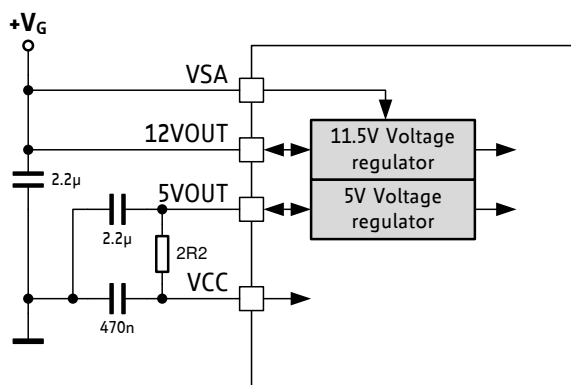 +VG
VSA
12VOUT
11.5V Voltage
regulator
2.2µ
5VOUT
5V Voltage
regulator
2.2µ
2R2
VCC
470n